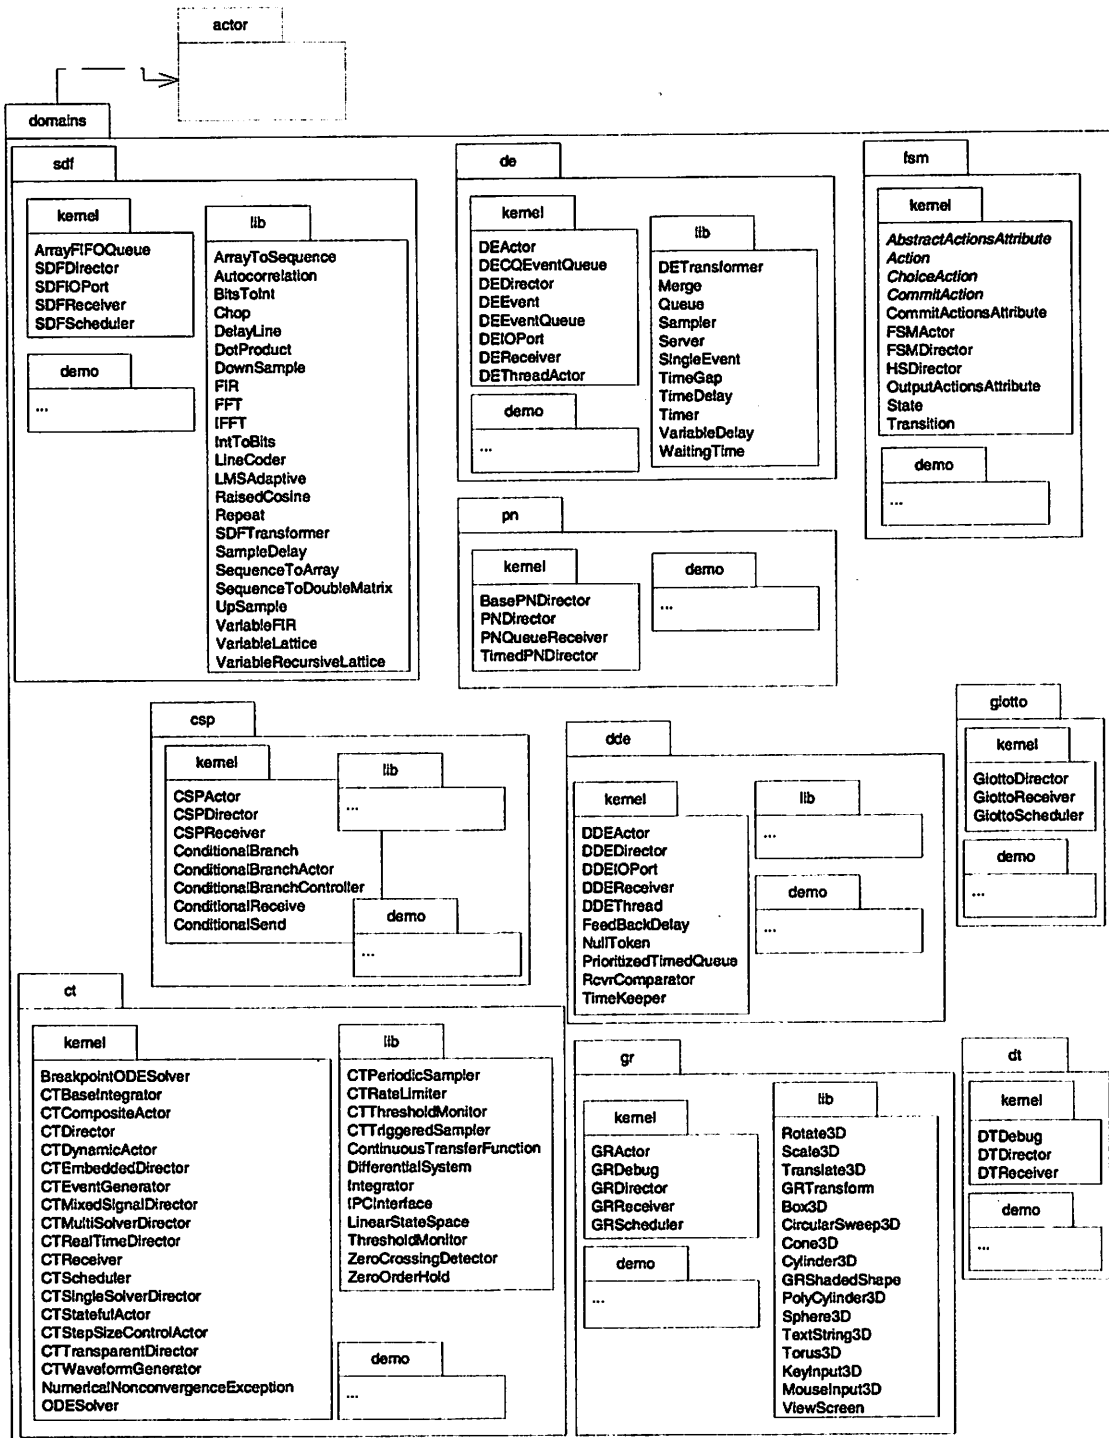 actor
domains
sdf
kernel
ArrayFIFOQueue
SDFDirector
SDFIOPort
SDFReceiver
SDFScheduler
demo
...
lib
ArrayToSequence
Autocorrelation
BitsToInt
Chop
DelayLine
DotProduct
DownSample
FIR
FFT
IFFT
IntToBits
LineCoder
LMSAdaptive
RaisedCosine
Repeat
SDFTransformer
SampleDelay
SequenceToArray
SequenceToDoubleMatrix
UpSample
VariableFIR
VariableLattice
VariableRecursiveLattice
de
kernel
DEActor
DECQEventQueue
DEDirector
DEEvent
DEEventQueue
DEIOPort
DEReceiver
DEThreadActor
demo
...
lib
DETransformer
Merge
Queue
Sampler
Server
SingleEvent
TimeGap
TimeDelay
Timer
VariableDelay
WaitingTime
fsm
kernel
AbstractActionsAttribute
Action
ChoiceAction
CommitAction
CommitActionsAttribute
FSMActor
FSMDirector
HSDirector
OutputActionsAttribute
State
Transition
demo
...
pn
kernel
BasePNDirector
PNDirector
PNQueueReceiver
TimedPNDirector
demo
...
csp
kernel
CSPActor
CSPDirector
CSPReceiver
ConditionalBranch
ConditionalBranchActor
ConditionalBranchController
ConditionalReceive
ConditionalSend
lib
...
demo
...
dde
kernel
DDEActor
DDEDirector
DDEIOPort
DDEReceiver
DDEThread
FeedBackDelay
NullToken
PrioritizedTimedQueue
RcvrComparator
TimeKeeper
lib
...
demo
...
giotto
kernel
GiottoDirector
GiottoReceiver
GiottoScheduler
demo
...
ct
kernel
BreakpointODESolver
CTBaseIntegrator
CTCompositeActor
CTDirector
CTDynamicActor
CTEmbeddedDirector
CTEventGenerator
CTMixedSignalDirector
CTMultiSolverDirector
CTRealTimeDirector
CTReceiver
CTScheduler
CTSingleSolverDirector
CTStatefulActor
CTStepSizeControlActor
CTTransparentDirector
CTWaveformGenerator
NumericalNonconvergenceException
ODESolver
lib
CTPeriodicSampler
CTRateLimiter
CTThresholdMonitor
CTTriggeredSampler
ContinuousTransferFunction
DifferentialSystem
Integrator
IPCInterface
LinearStateSpace
ThresholdMonitor
ZeroCrossingDetector
ZeroOrderHold
demo
...
gr
kernel
GRActor
GRDebug
GRDirector
GRReceiver
GRScheduler
demo
...
lib
Rotate3D
Scale3D
Translate3D
GRTransform
Box3D
CircularSweep3D
Cone3D
Cylinder3D
GRShadedShape
PolyCylinder3D
Sphere3D
TextString3D
Torus3D
KeyInput3D
MouseInput3D
ViewScreen
dt
kernel
DTDebug
DTDirector
DTReceiver
demo
...